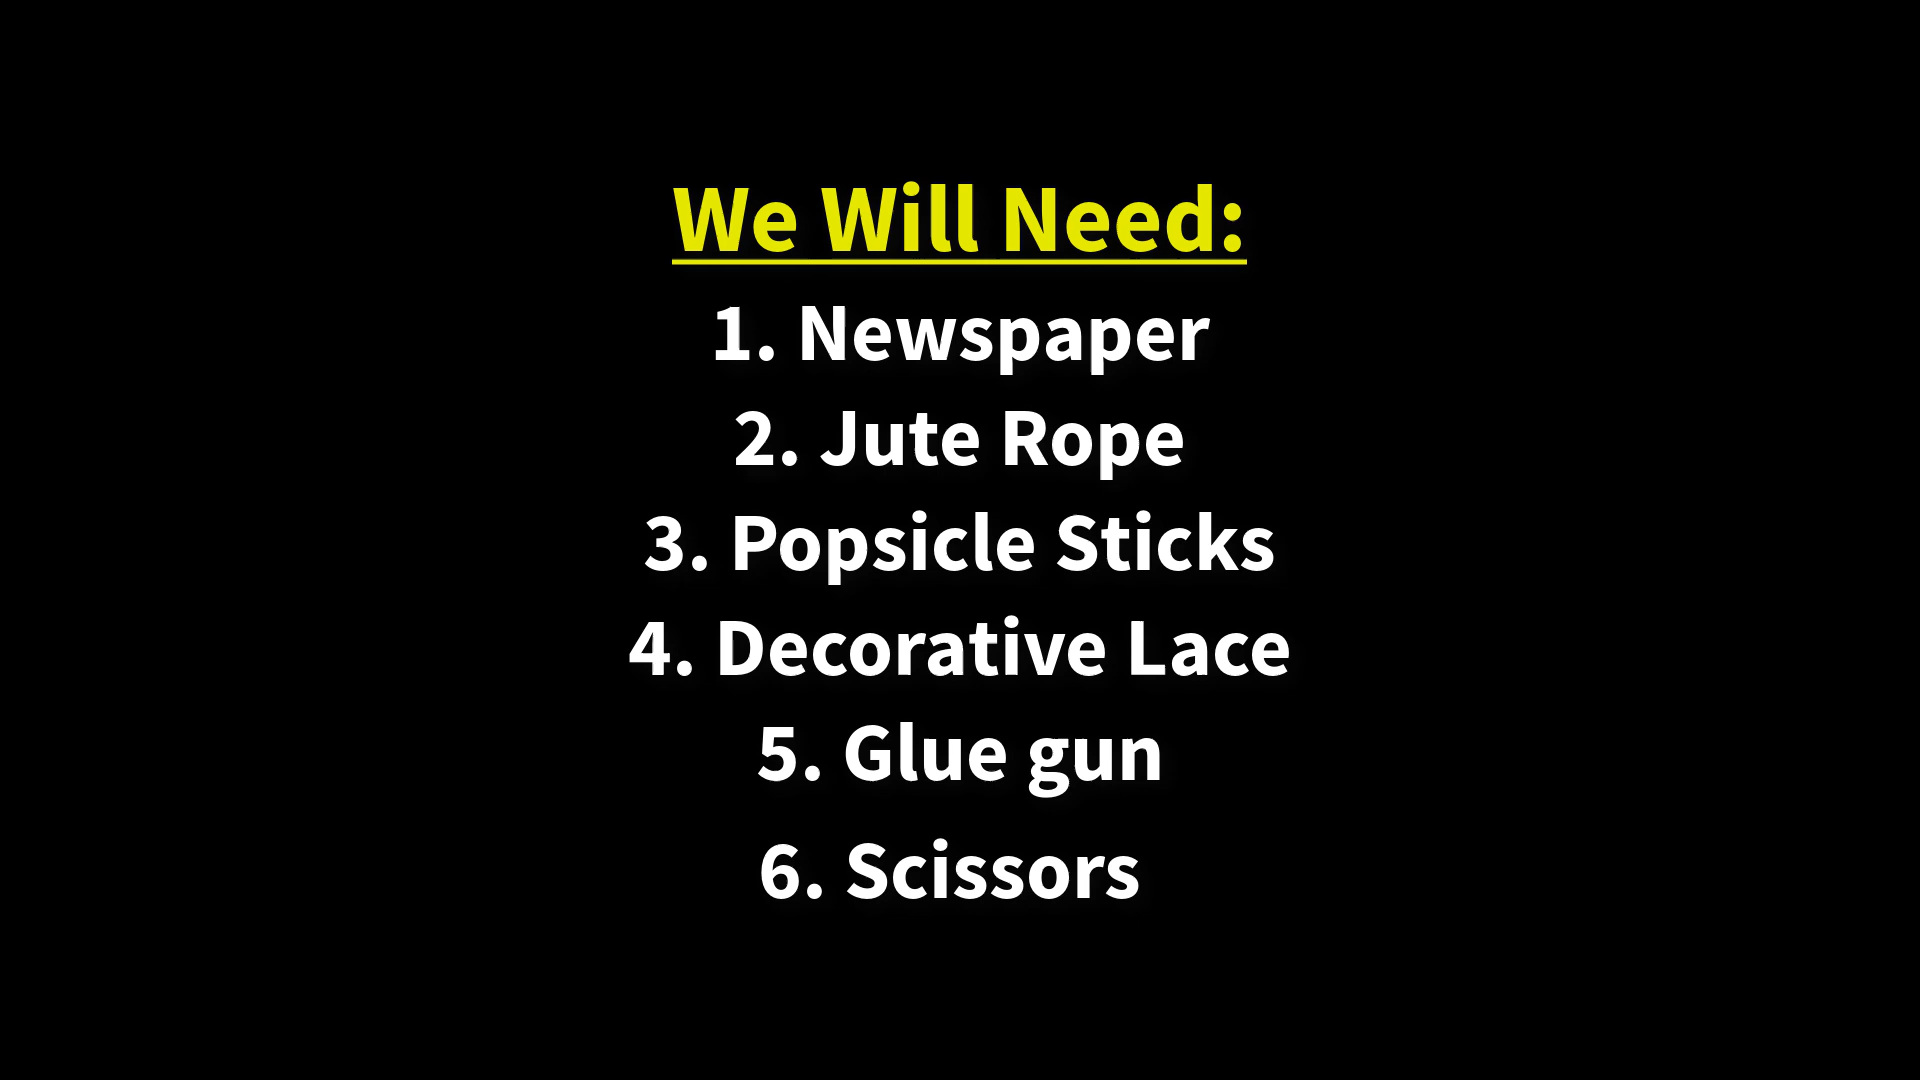 We Will Need:
1. Newspaper
2. Jute Rope
3. Popsicle Sticks
4. Decorative Lace
5. Glue gun
6. Scissors